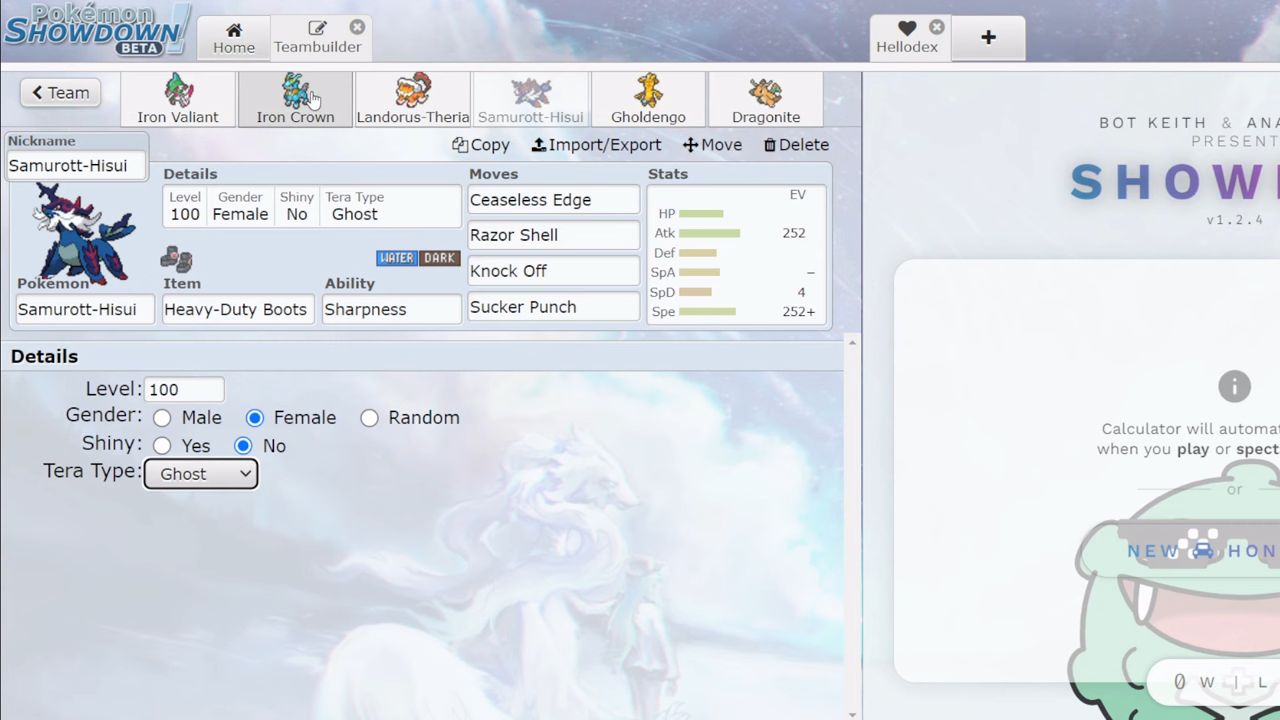 Pokémon
SHOWDOWN!
BETA
Home
Teambuilder
Hellodex
+
Team
Iron Valiant
Iron Crown
Landorus-Theria
Samurott-Hisui
Gholdengo
Dragonite
Copy
Import/Export
Move
Delete
Nickname
Samurott-Hisui
Details
Level
100
Gender
Female
Shiny
No
Tera Type
Ghost
WATER DARK
Pokémon
Samurott-Hisui
Item
Heavy-Duty Boots
Ability
Sharpness
Moves
Ceaseless Edge
Razor Shell
Knock Off
Sucker Punch
Stats
EV
HP
Atk 252
Def
SpA –
SpD 4
Spe 252+
Details
Level: 100
Gender: Male Female Random
Shiny: Yes No
Tera Type: Ghost
BOT KEITH & ANA
PRESENT
SHOW
v1.2.4
Calculator will automa
when you play or spect
or
NEW HON
0 W | L